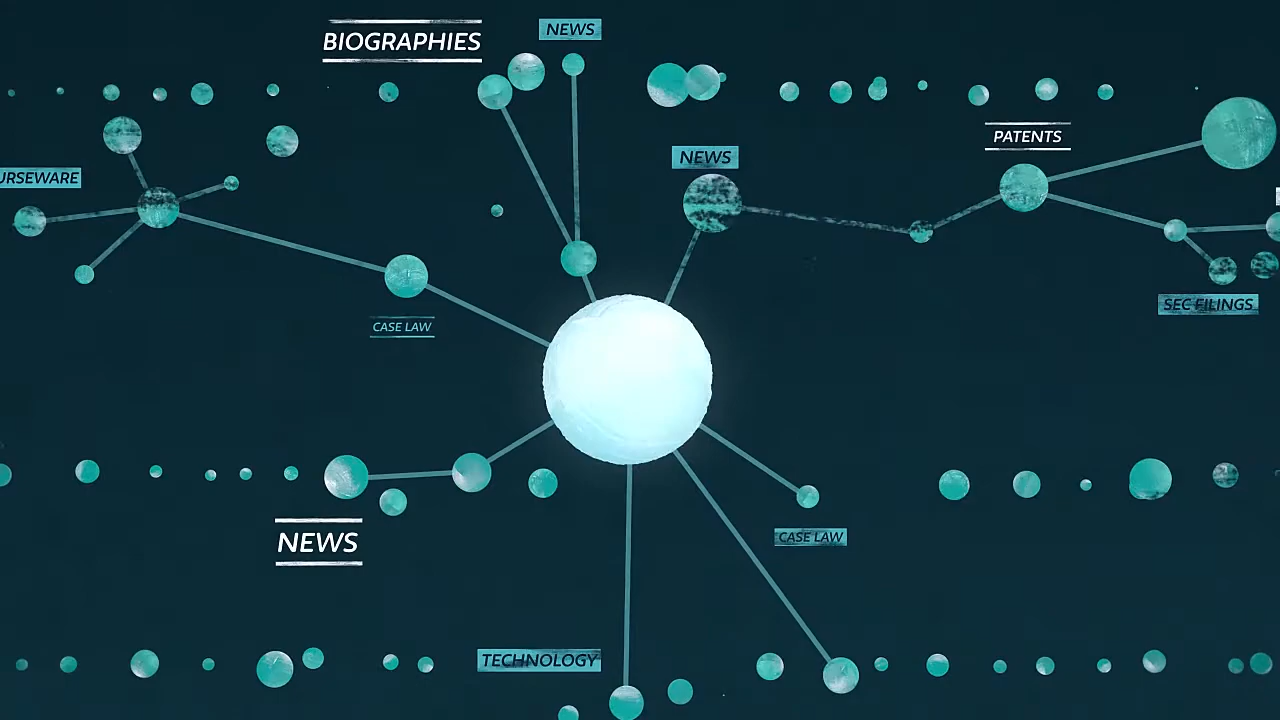 NEWS
BIOGRAPHIES
PATENTS
NEWS
URSEWARE
SEC FILINGS
CASE LAW
CASE LAW
NEWS
TECHNOLOGY